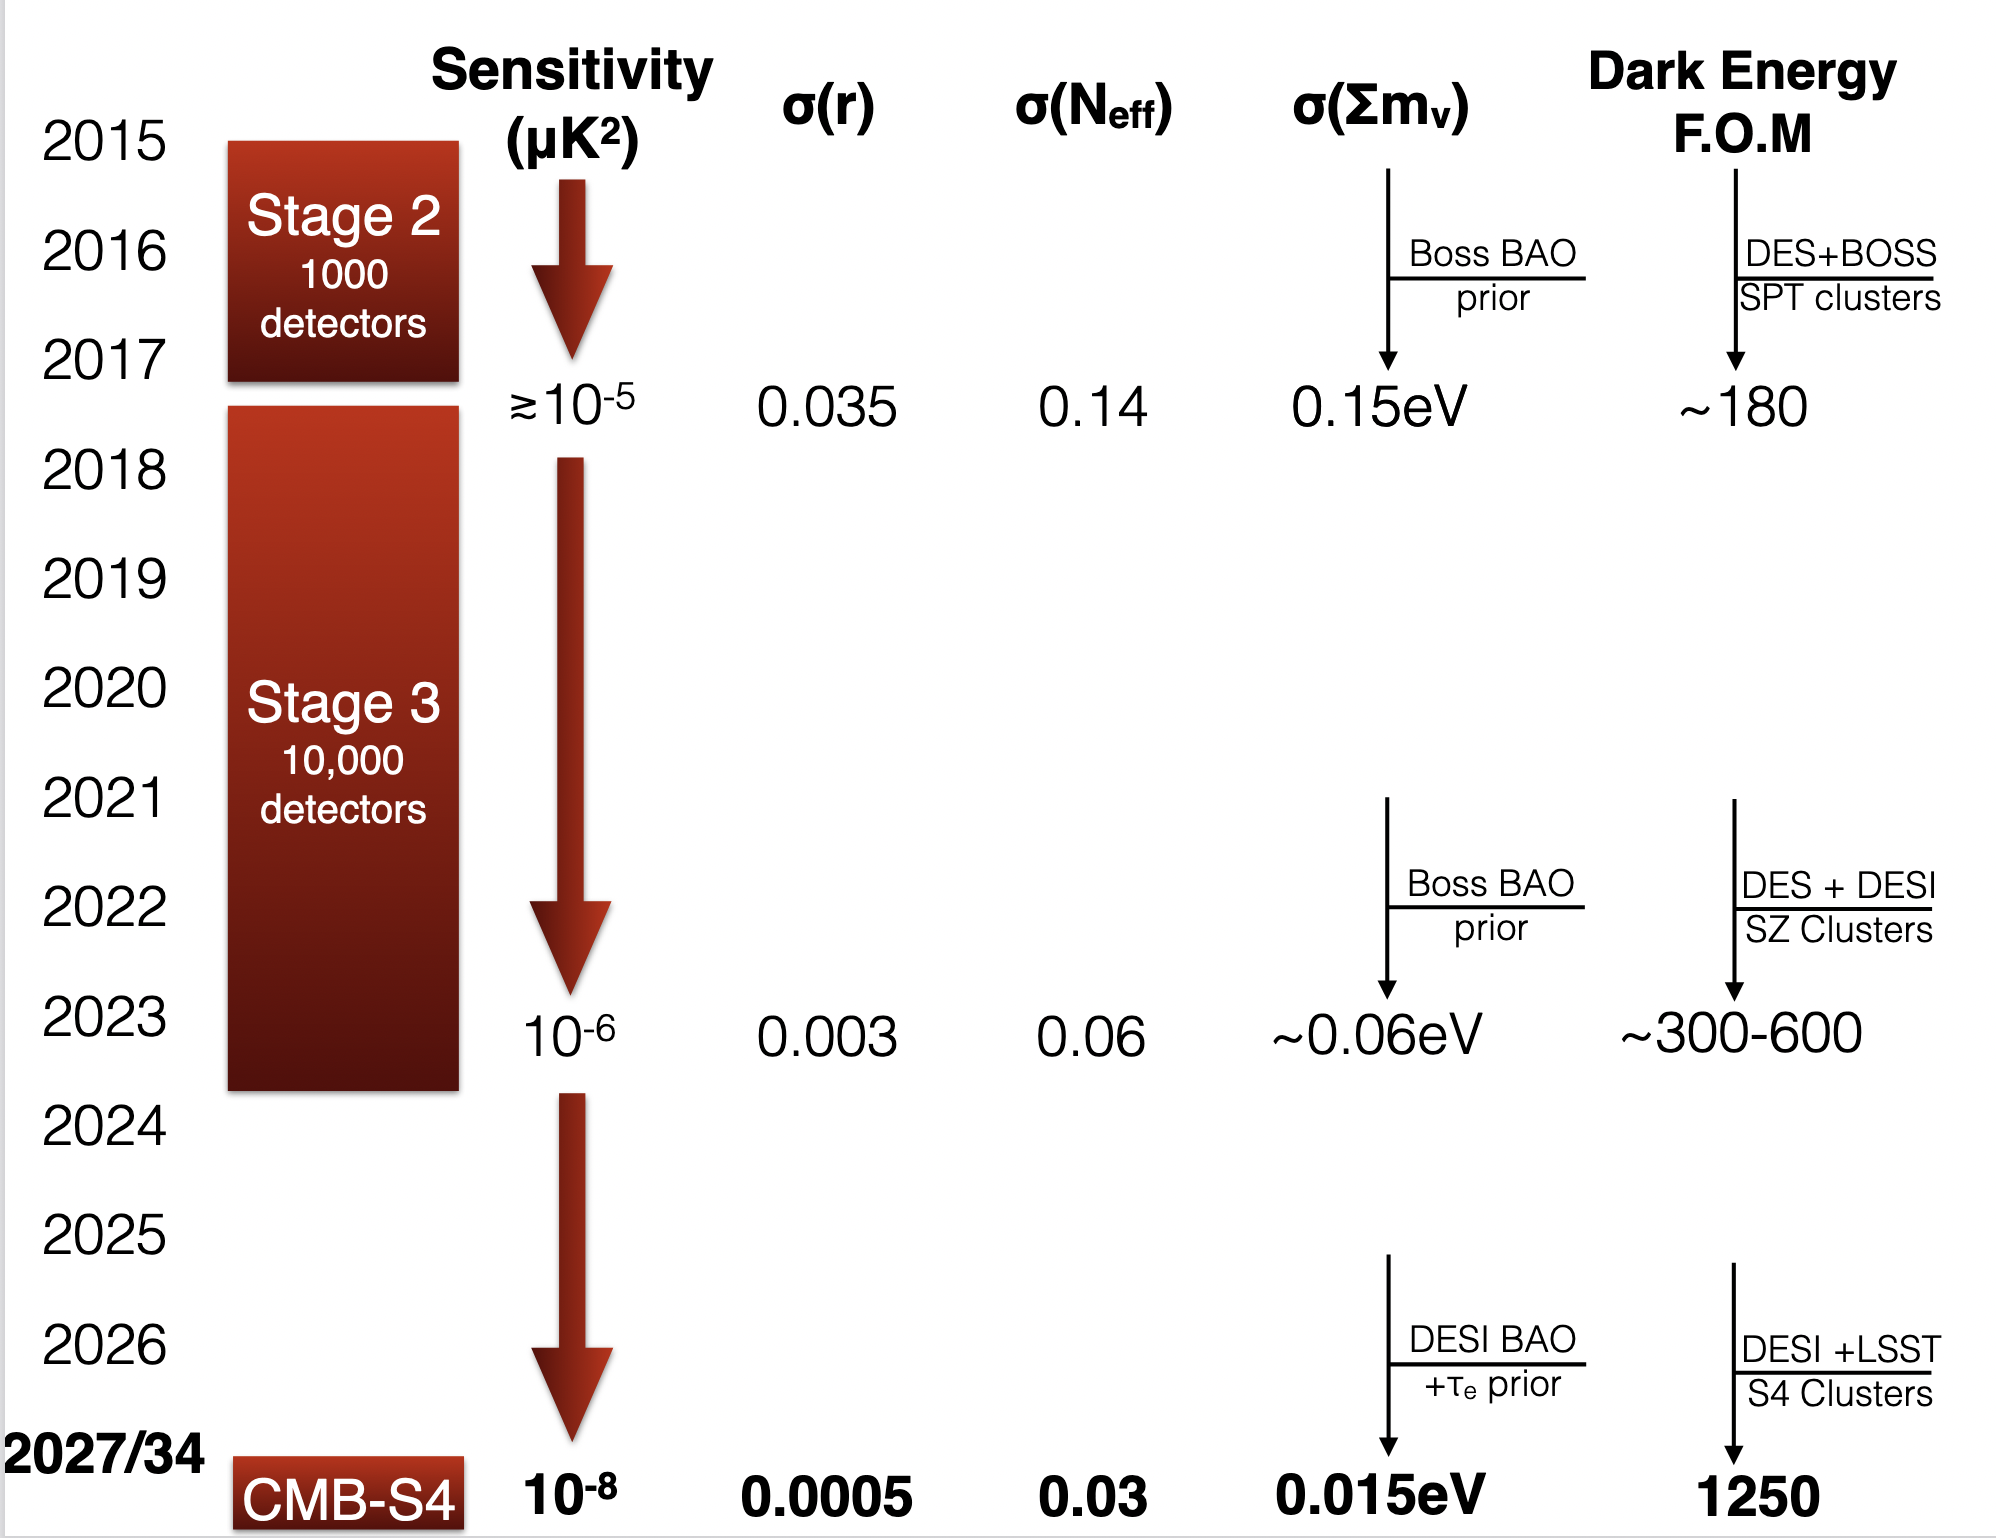 Sensitivity
(µK²)
σ(r)
σ(Neff)
σ(Σmν)
Dark Energy
F.O.M
2015
2016
2017
2018
2019
2020
2021
2022
2023
2024
2025
2026
2027/34
Stage 2
1000
detectors
Stage 3
10,000
detectors
CMB-S4
Boss BAO
prior
DES+BOSS
SPT clusters
≳10⁻⁵
0.035
0.14
0.15eV
~180
Boss BAO
prior
DES + DESI
SZ Clusters
10⁻⁶
0.003
0.06
~0.06eV
~300-600
DESI BAO
+τe prior
DESI +LSST
S4 Clusters
10⁻⁸
0.0005
0.03
0.015eV
1250